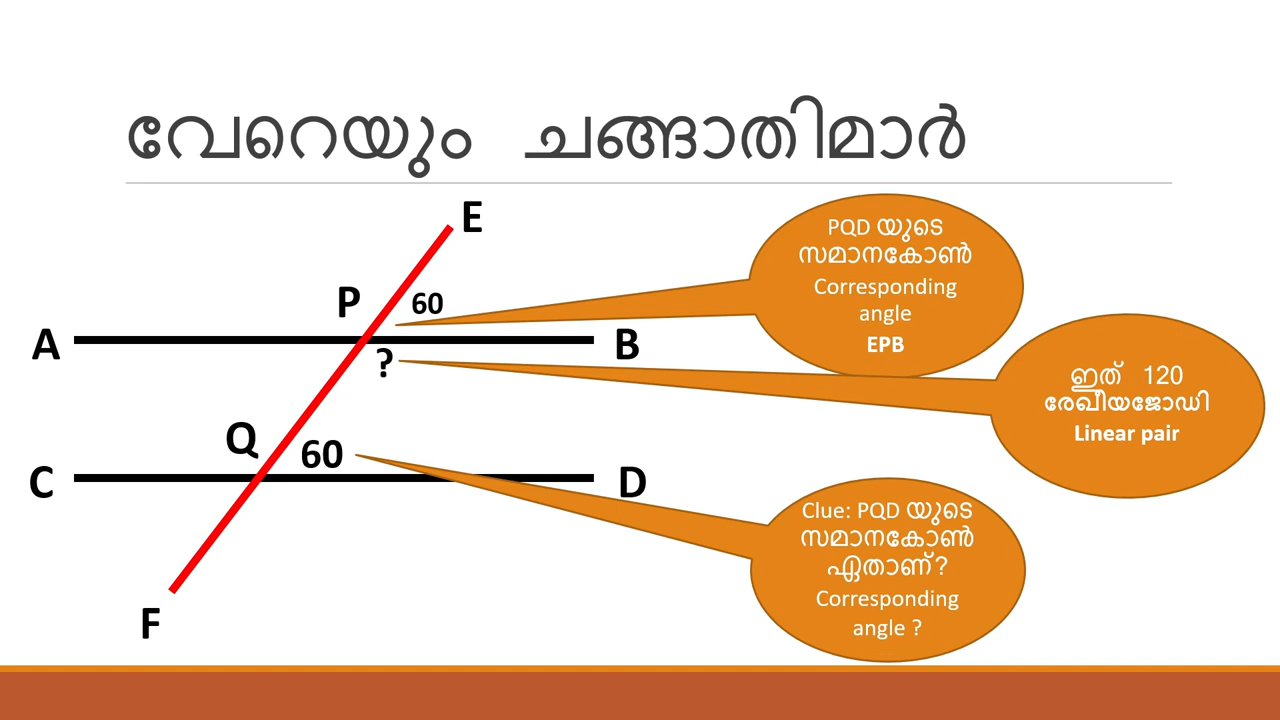 വേറെയും ചങ്ങാതിമാർ
E
P
60
A
B
?
Q
60
C
D
F
PQD യുടെ
സമാനകോൺ
Corresponding
angle
EPB
ഇത് 120
രേഖീയജോഡി
Linear pair
Clue: PQD യുടെ
സമാനകോൺ
ഏതാണ്?
Corresponding
angle ?